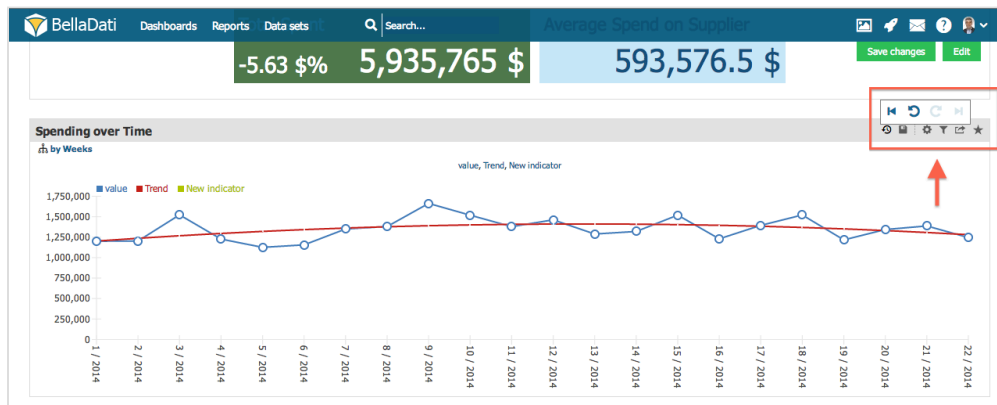 BellaDati Dashboards Reports Data sets Search...
Average Spend on Supplier
-5.63 $% 5,935,765 $ 593,576.5 $
Save changes Edit
Spending over Time
by Weeks
value, Trend, New indicator
value Trend New indicator
1,750,000
1,500,000
1,250,000
1,000,000
750,000
500,000
250,000
0
1 / 2014
2 / 2014
3 / 2014
4 / 2014
5 / 2014
6 / 2014
7 / 2014
8 / 2014
9 / 2014
10 / 2014
11 / 2014
12 / 2014
13 / 2014
14 / 2014
15 / 2014
16 / 2014
17 / 2014
18 / 2014
19 / 2014
20 / 2014
21 / 2014
22 / 2014